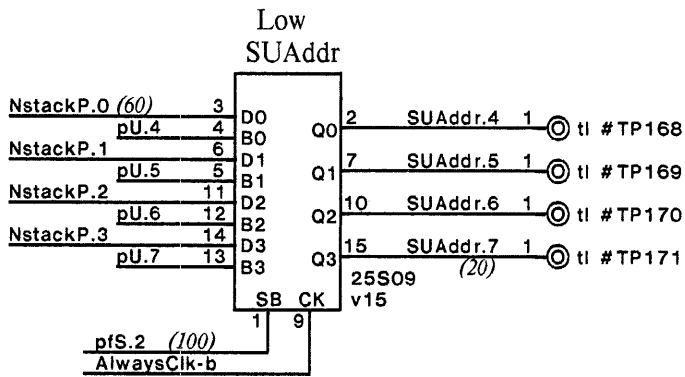 Low
SUAddr
NstackP.0 (60) 3 D0
pU.4 4 B0
NstackP.1 6 D1
pU.5 5 B1
NstackP.2 11 D2
pU.6 12 B2
NstackP.3 14 D3
pU.7 13 B3
Q0 2 SUAddr.4 1 tl #TP168
Q1 7 SUAddr.5 1 tl #TP169
Q2 10 SUAddr.6 1 tl #TP170
Q3 15 SUAddr.7 1 tl #TP171
(20)
25S09
v15
SB CK
1 9
pfS.2 (100)
AlwaysClk-b